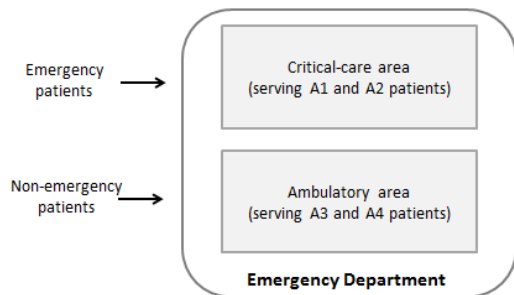 Emergency
patients
Critical-care area
(serving A1 and A2 patients)
Non-emergency
patients
Ambulatory area
(serving A3 and A4 patients)
Emergency Department